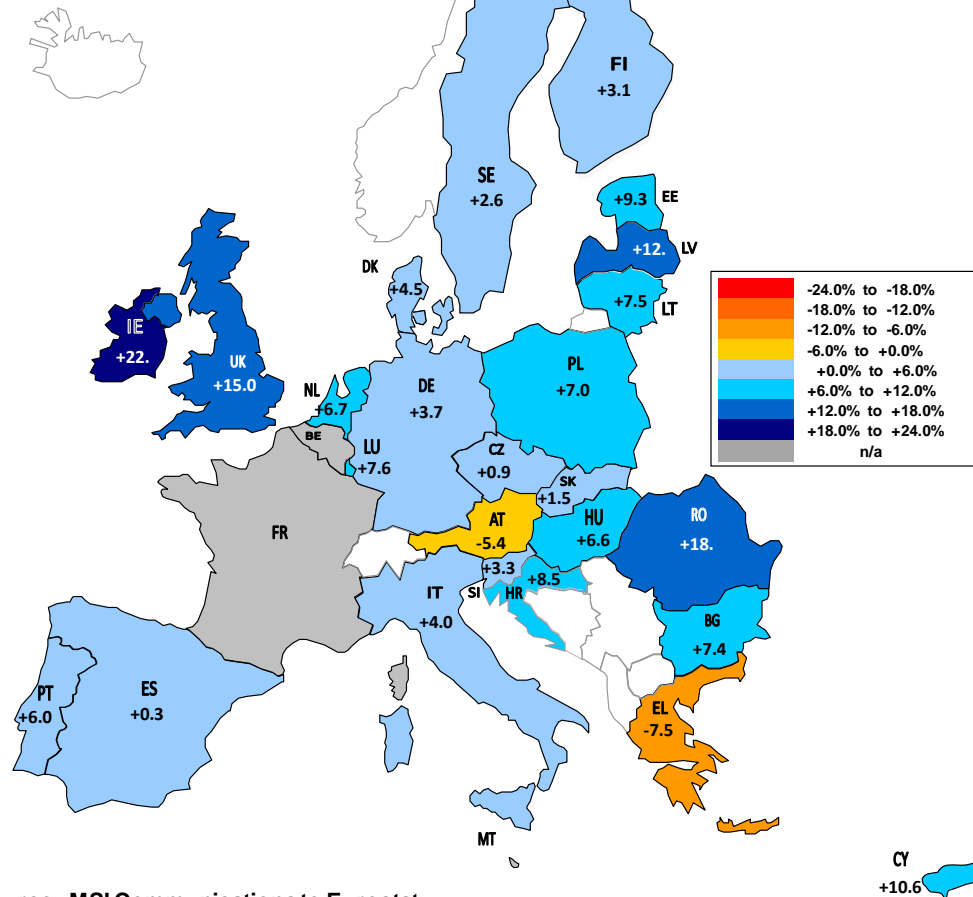 FI
+3.1
SE
+2.6
+9.3
EE
+12.
LV
DK
+4.5
+7.5
LT
IE
+22.
UK
+15.0
NL
+6.7
DE
+3.7
PL
+7.0
BE
LU
+7.6
CZ
+0.9
SK
+1.5
FR
AT
-5.4
HU
+6.6
RO
+18.
+3.3
SI
HR
+8.5
IT
+4.0
BG
+7.4
PT
+6.0
ES
+0.3
EL
-7.5
MT
CY
+10.6
-24.0% to -18.0%
-18.0% to -12.0%
-12.0% to -6.0%
-6.0% to +0.0%
+0.0% to +6.0%
+6.0% to +12.0%
+12.0% to +18.0%
+18.0% to +24.0%
n/a